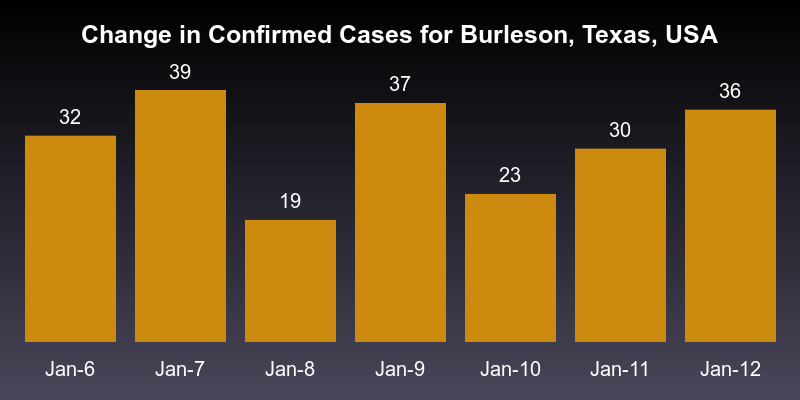 Change in Confirmed Cases for Burleson, Texas, USA
32 39 19 37 23 30 36
Jan-6 Jan-7 Jan-8 Jan-9 Jan-10 Jan-11 Jan-12